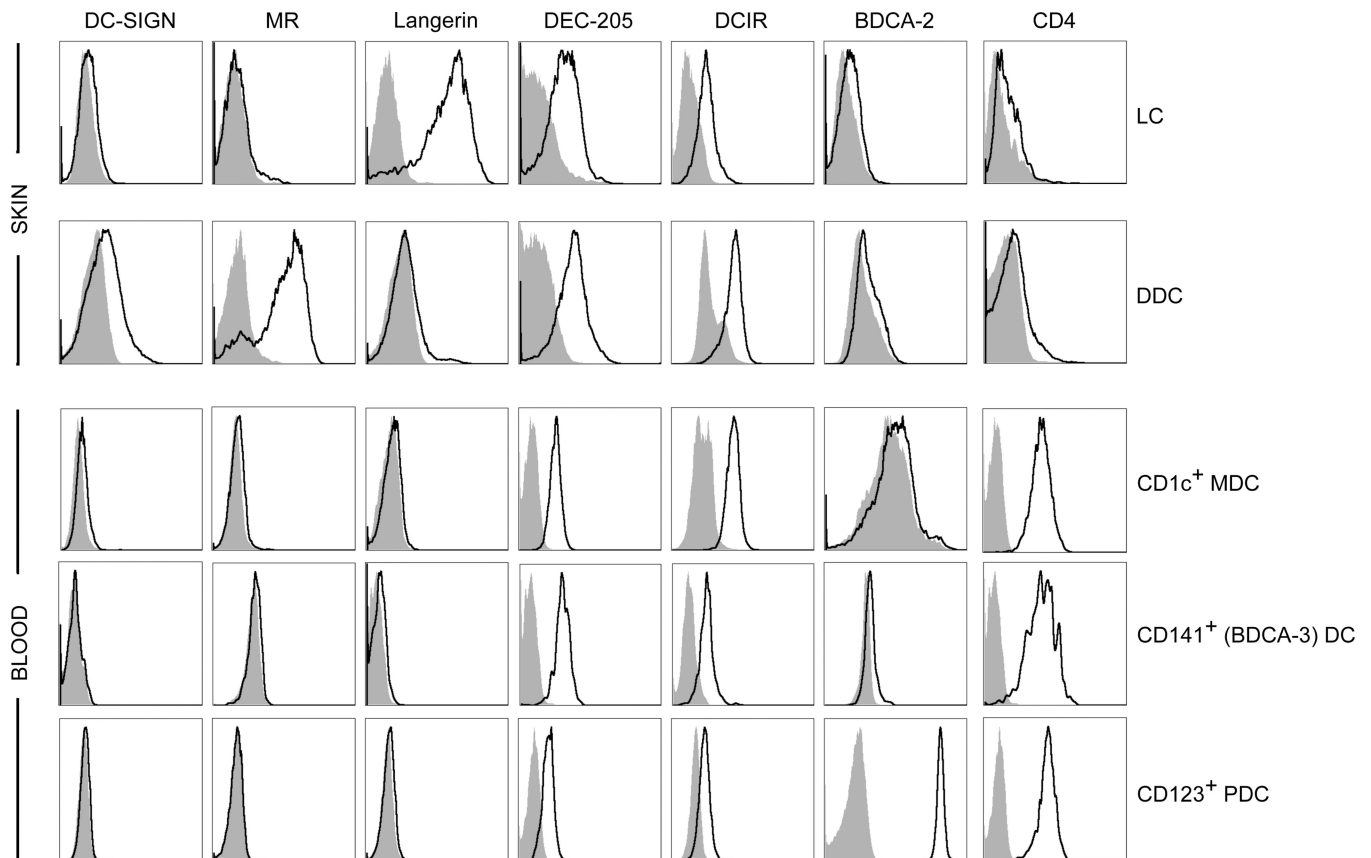 DC-SIGN MR Langerin DEC-205 DCIR BDCA-2 CD4
LC
SKIN
DDC
CD1c+ MDC
BLOOD
CD141+ (BDCA-3) DC
CD123+ PDC